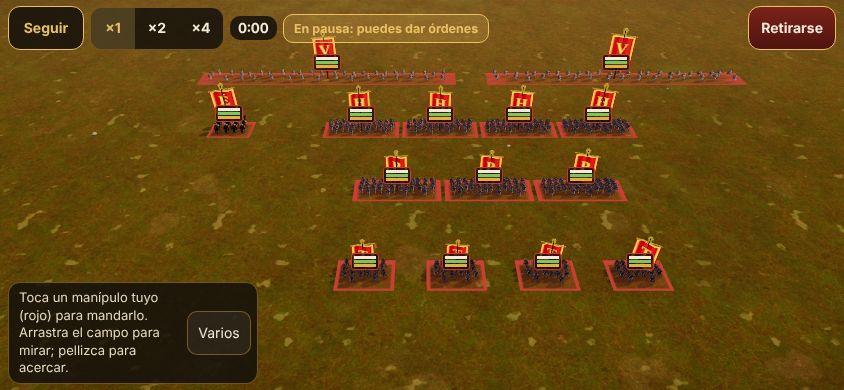 Seguir
×1
×2
×4
0:00
En pausa: puedes dar órdenes
Retirarse
V
V
E
H
H
H
H
P
P
P
T
T
T
T
Toca un manípulo tuyo
(rojo) para mandarlo.
Arrastra el campo para
mirar; pellizca para
acercar.
Varios